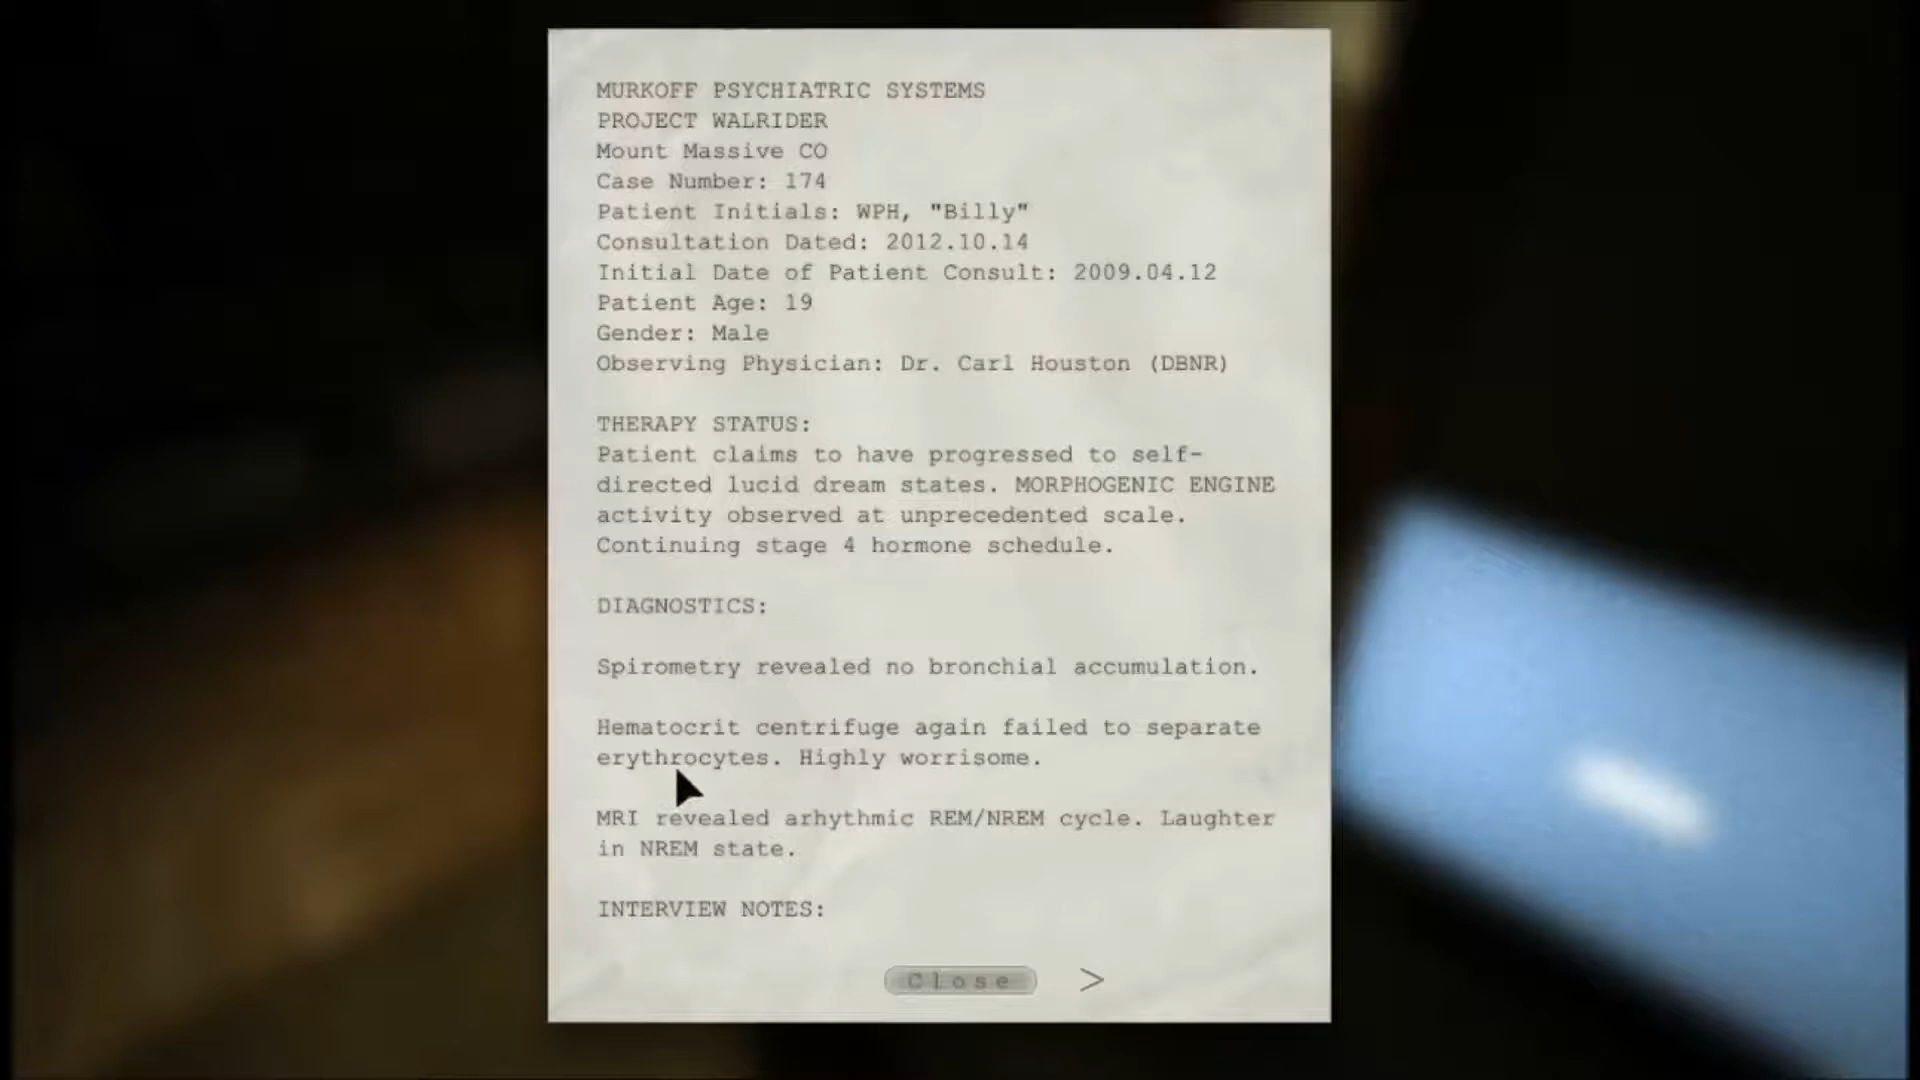 MURKOFF PSYCHIATRIC SYSTEMS
PROJECT WALRIDER
Mount Massive CO
Case Number: 174
Patient Initials: WPH, "Billy"
Consultation Dated: 2012.10.14
Initial Date of Patient Consult: 2009.04.12
Patient Age: 19
Gender: Male
Observing Physician: Dr. Carl Houston (DBNR)
THERAPY STATUS:
Patient claims to have progressed to self-
directed lucid dream states. MORPHOGENIC ENGINE
activity observed at unprecedented scale.
Continuing stage 4 hormone schedule.
DIAGNOSTICS:
Spirometry revealed no bronchial accumulation.
Hematocrit centrifuge again failed to separate
erythrocytes. Highly worrisome.
MRI revealed arhythmic REM/NREM cycle. Laughter
in NREM state.
INTERVIEW NOTES:
Close >